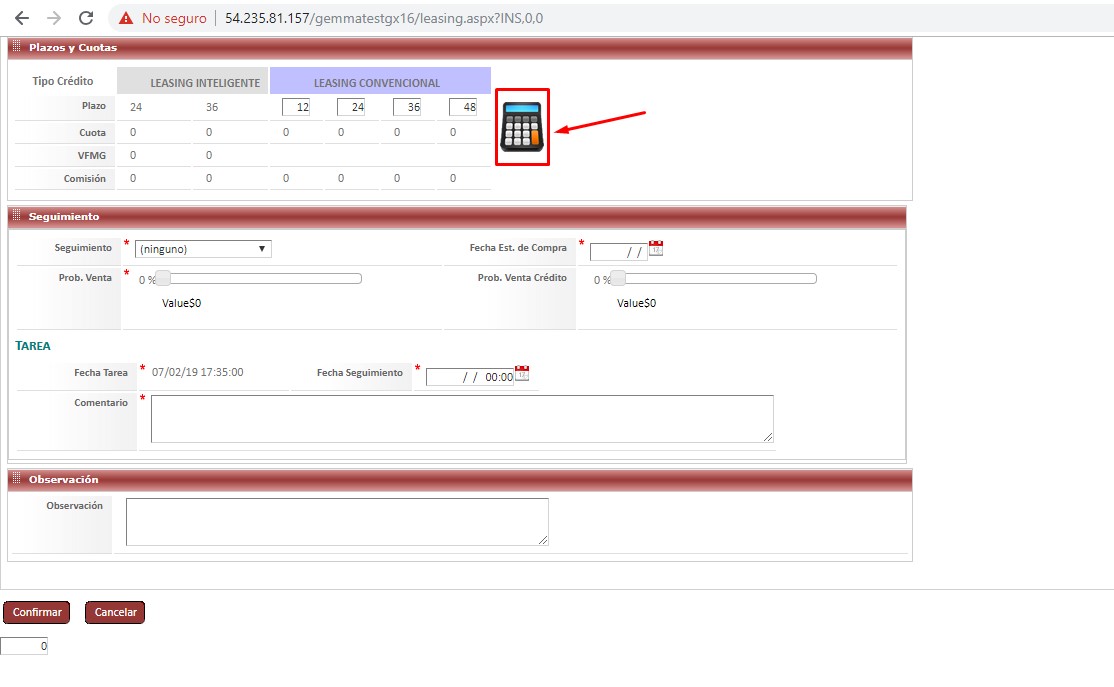 No seguro | 54.235.81.157/gemmatestgx16/leasing.aspx?INS,0,0
Plazos y Cuotas
Tipo Crédito LEASING INTELIGENTE LEASING CONVENCIONAL
Plazo 24 36 12 24 36 48
Cuota 0 0 0 0 0 0
VFMG 0 0
Comisión 0 0 0 0 0 0
Seguimiento
Seguimiento * (ninguno) Fecha Est. de Compra * / /
Prob. Venta * 0 % Prob. Venta Crédito 0 %
Value$0 Value$0
TAREA
Fecha Tarea * 07/02/19 17:35:00 Fecha Seguimiento * / / 00:00
Comentario *
Observación
Observación
Confirmar Cancelar
0